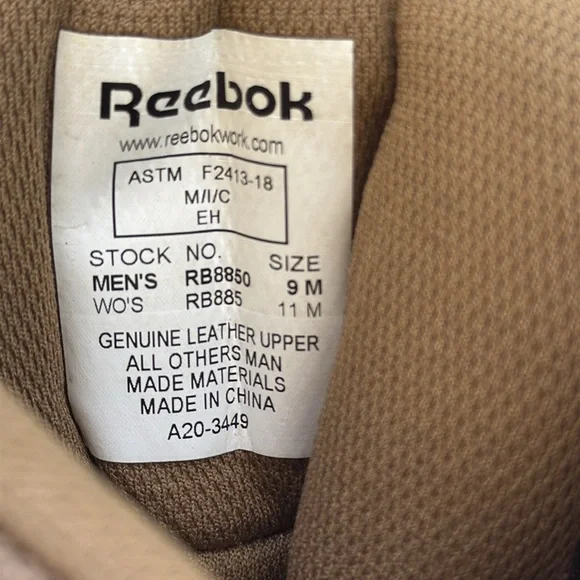 Reebok
www.reebokwork.com
ASTM F2413-18
M/I/C
EH
STOCK NO. SIZE
MEN'S RB8850 9 M
WO'S RB885 11 M
GENUINE LEATHER UPPER
ALL OTHERS MAN
MADE MATERIALS
MADE IN CHINA
A20-3449